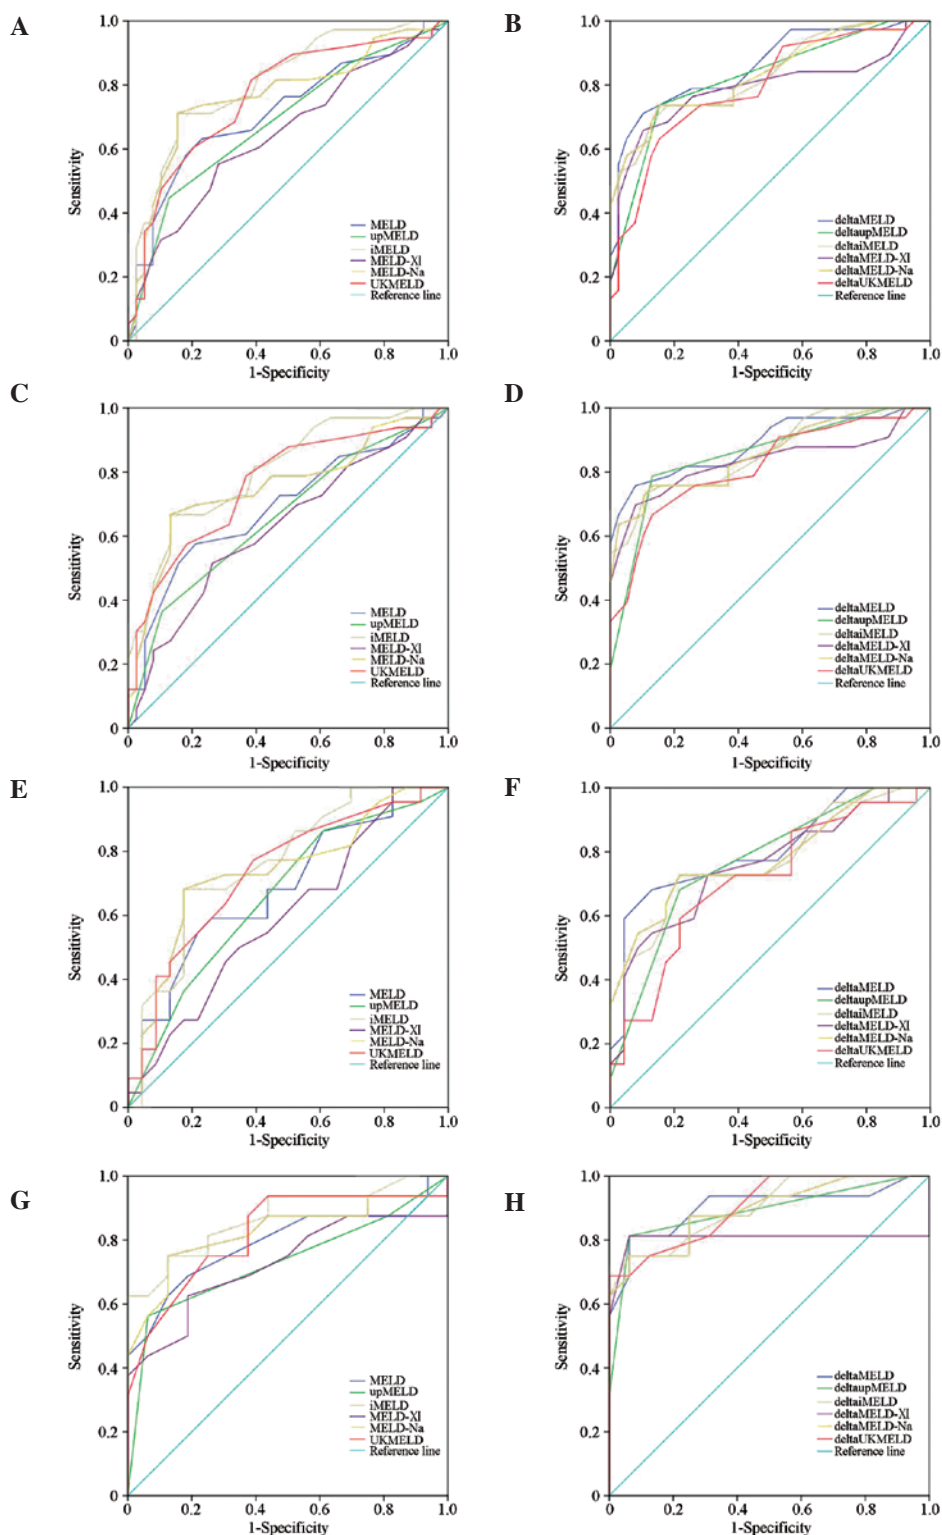 A
1.0
0.8
0.6
0.4
0.2
0
Sensitivity
MELD
upMELD
iMELD
MELD-XI
MELD-Na
UKMELD
Reference line
0 0.2 0.4 0.6 0.8 1.0
1-Specificity
B
1.0
0.8
0.6
0.4
0.2
0
Sensitivity
deltaMELD
deltaupMELD
deltaiMELD
deltaMELD-XI
deltaMELD-Na
deltaUKMELD
Reference line
0 0.2 0.4 0.6 0.8 1.0
1-Specificity
C
1.0
0.8
0.6
0.4
0.2
0
Sensitivity
MELD
upMELD
iMELD
MELD-XI
MELD-Na
UKMELD
Reference line
0 0.2 0.4 0.6 0.8 1.0
1-Specificity
D
1.0
0.8
0.6
0.4
0.2
0
Sensitivity
deltaMELD
deltaupMELD
deltaiMELD
deltaMELD-XI
deltaMELD-Na
deltaUKMELD
Reference line
0 0.2 0.4 0.6 0.8 1.0
1-Specificity
E
1.0
0.8
0.6
0.4
0.2
0
Sensitivity
MELD
upMELD
iMELD
MELD-XI
MELD-Na
UKMELD
Reference line
0 0.2 0.4 0.6 0.8 1.0
1-Specificity
F
1.0
0.8
0.6
0.4
0.2
0
Sensitivity
deltaMELD
deltaupMELD
deltaiMELD
deltaMELD-XI
deltaMELD-Na
deltaUKMELD
Reference line
0 0.2 0.4 0.6 0.8 1.0
1-Specificity
G
1.0
0.8
0.6
0.4
0.2
0
Sensitivity
MELD
upMELD
iMELD
MELD-XI
MELD-Na
UKMELD
Reference line
0 0.2 0.4 0.6 0.8 1.0
1-Specificity
H
1.0
0.8
0.6
0.4
0.2
0
Sensitivity
deltaMELD
deltaupMELD
deltaiMELD
deltaMELD-XI
deltaMELD-Na
deltaUKMELD
Reference line
0 0.2 0.4 0.6 0.8 1.0
1-Specificity